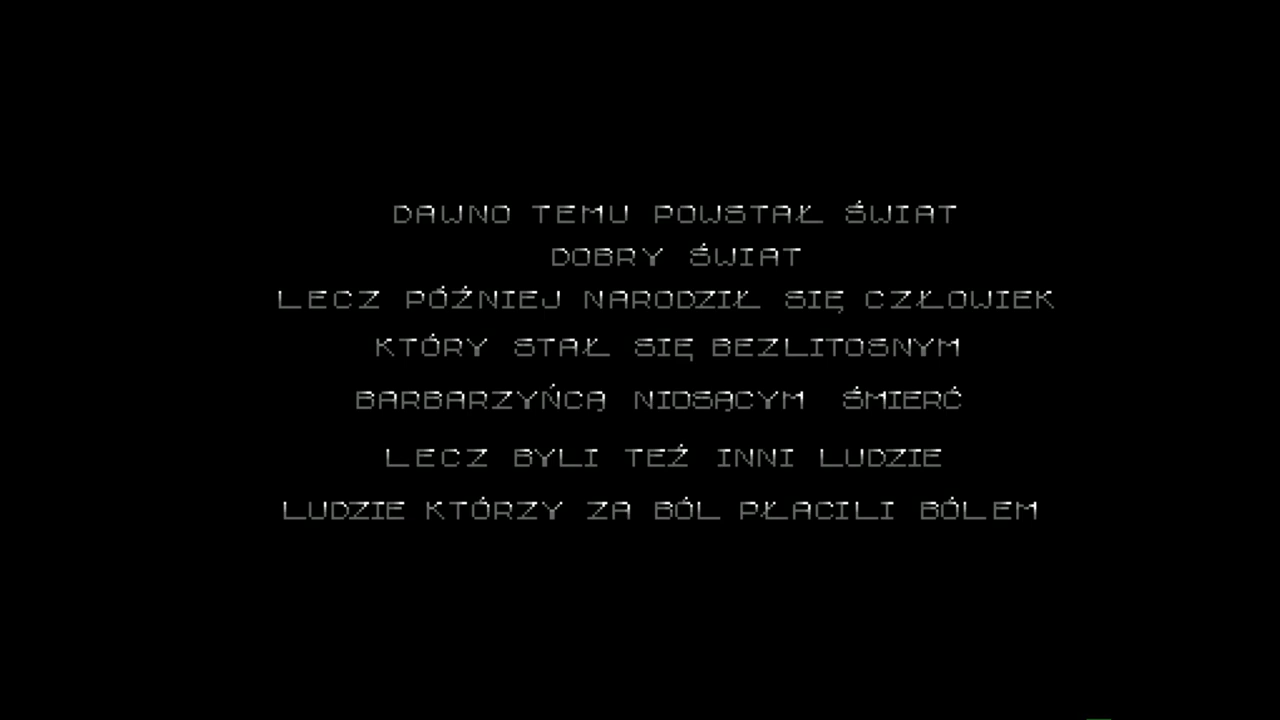 DAWNO TEMU POWSTAŁ ŚWIAT
DOBRY ŚWIAT
LECZ PÓŹNIEJ NARODZIŁ SIĘ CZŁOWIEK
KTÓRY STAŁ SIĘ BEZLITOSNYM
BARBARZYŃCĄ NIOSĄCYM ŚMIERĆ
LECZ BYLI TEŻ INNI LUDZIE
LUDZIE KTÓRZY ZA BÓL PŁACILI BÓLEM